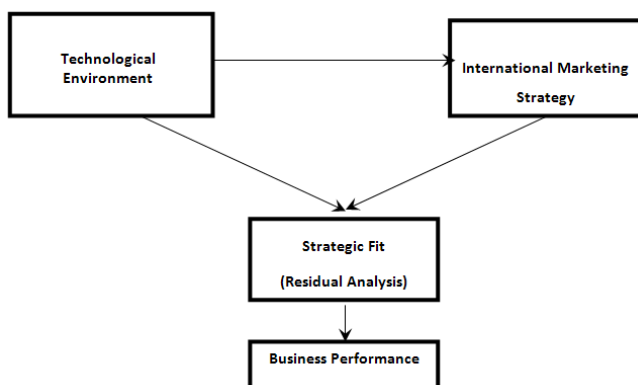 Technological
Environment
International Marketing
Strategy
Strategic Fit
(Residual Analysis)
Business Performance